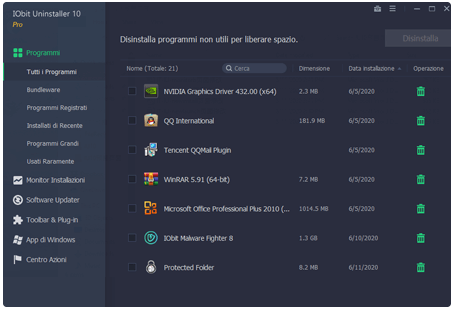 IObit Uninstaller 10
Pro
Disinstalla programmi non utili per liberare spazio.
Disinstalla
Programmi
Tutti i Programmi
Bundleware
Programmi Registrati
Installati di Recente
Programmi Grandi
Usati Raramente
Monitor Installazioni
Software Updater
Toolbar & Plug-in
App di Windows
Centro Azioni
Nome (Totale: 21) Cerca Dimensione Data installazione Operazione
NVIDIA Graphics Driver 432.00 (x64) 2.3 MB 6/5/2020
QQ International 181.9 MB 6/5/2020
Tencent QQMail Plugin 6/5/2020
WinRAR 5.91 (64-bit) 7.2 MB 6/5/2020
Microsoft Office Professional Plus 2010 (... 1014.5 MB 6/5/2020
IObit Malware Fighter 8 1.3 GB 6/10/2020
Protected Folder 8.2 MB 6/11/2020